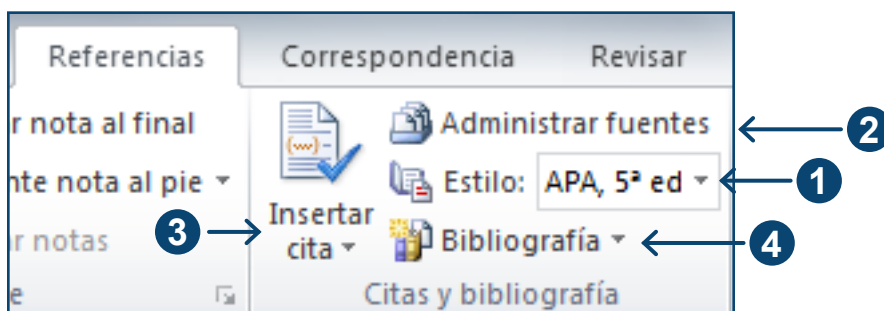 Referencias Correspondencia Revisar
r nota al final
nte nota al pie
ar notas
e
Insertar
cita
Administrar fuentes
Estilo: APA, 5ª ed
Bibliografía
Citas y bibliografía
2
1
3
4